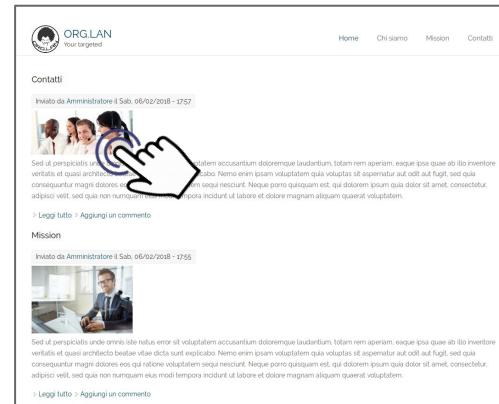 ORG.LAN
Your targeted
Home Chi siamo Mission Contatti
Contatti
Inviato da Amministratore il Sab, 06/02/2018 - 17:57
Sed ut perspiciatis unde accusantium doloremque laudantium, totam rem aperiam, eaque ipsa quae ab illo inventore
veritatis et quasi architecto beatae Nemo enim ipsam voluptatem quia voluptas sit aspernatur aut odit aut fugit, sed quia
consequuntur magni dolores eos sequi nesciunt. Neque porro quisquam est, qui dolorem ipsum quia dolor sit amet, consectetur,
adipisci velit, sed quia non numquam eius tempora incidunt ut labore et dolore magnam aliquam quaerat voluptatem.
Leggi tutto Aggiungi un commento
Mission
Inviato da Amministratore il Sab, 06/02/2018 - 17:55
Sed ut perspiciatis unde omnis iste natus error sit voluptatem accusantium doloremque laudantium, totam rem aperiam, eaque ipsa quae ab illo inventore
veritatis et quasi architecto beatae vitae dicta sunt explicabo. Nemo enim ipsam voluptatem quia voluptas sit aspernatur aut odit aut fugit, sed quia
consequuntur magni dolores eos qui ratione voluptatem sequi nesciunt. Neque porro quisquam est, qui dolorem ipsum quia dolor sit amet, consectetur,
adipisci velit, sed quia non numquam eius modi tempora incidunt ut labore et dolore magnam aliquam quaerat voluptatem.
Leggi tutto Aggiungi un commento